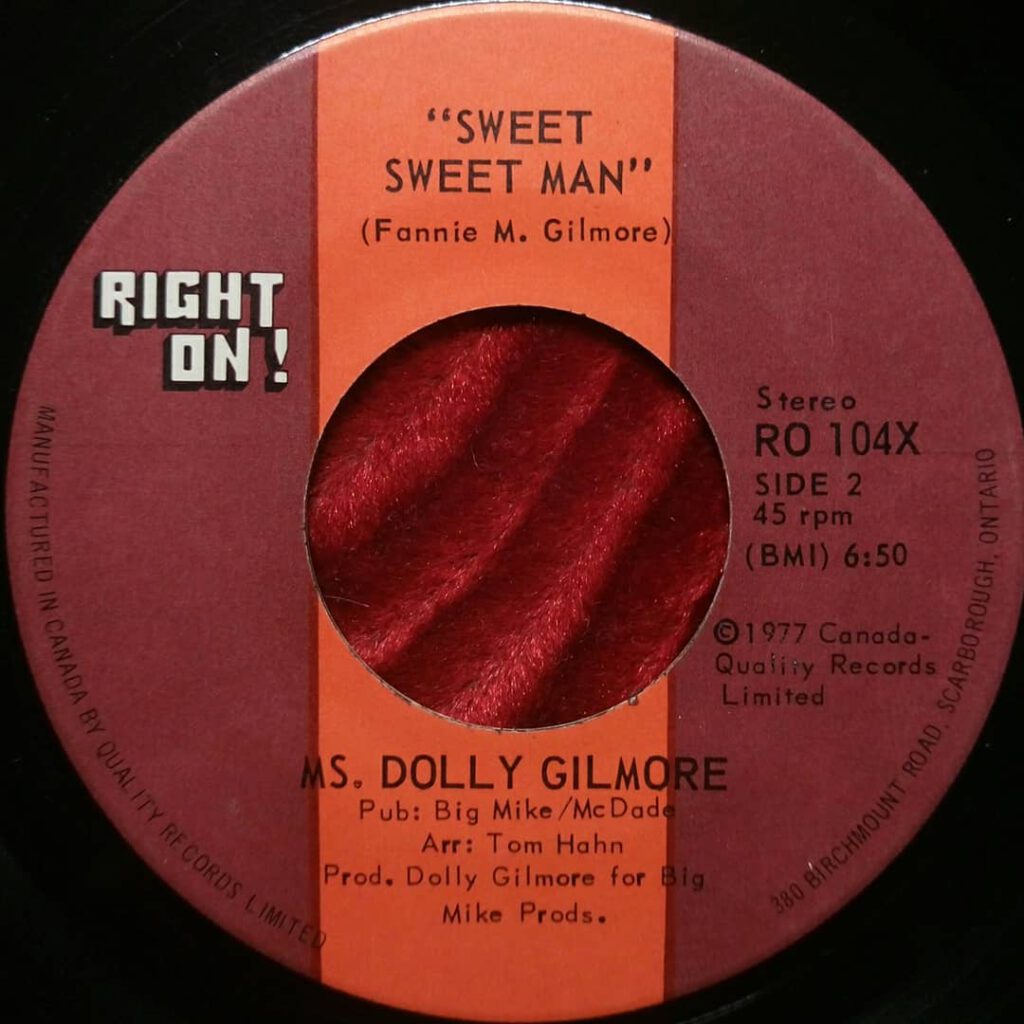 “SWEET
SWEET MAN”
(Fannie M. Gilmore)
RIGHT
ON!
Stereo
RO 104X
SIDE 2
45 rpm
(BMI) 6:50
©1977 Canada-
Quality Records
Limited
MS. DOLLY GILMORE
Pub: Big Mike/McDade
Arr: Tom Hahn
Prod. Dolly Gilmore for Big
Mike Prods.
MANUFACTURED IN CANADA BY QUALITY RECORDS LIMITED
380 BIRCHMOUNT ROAD, SCARBOROUGH, ONTARIO